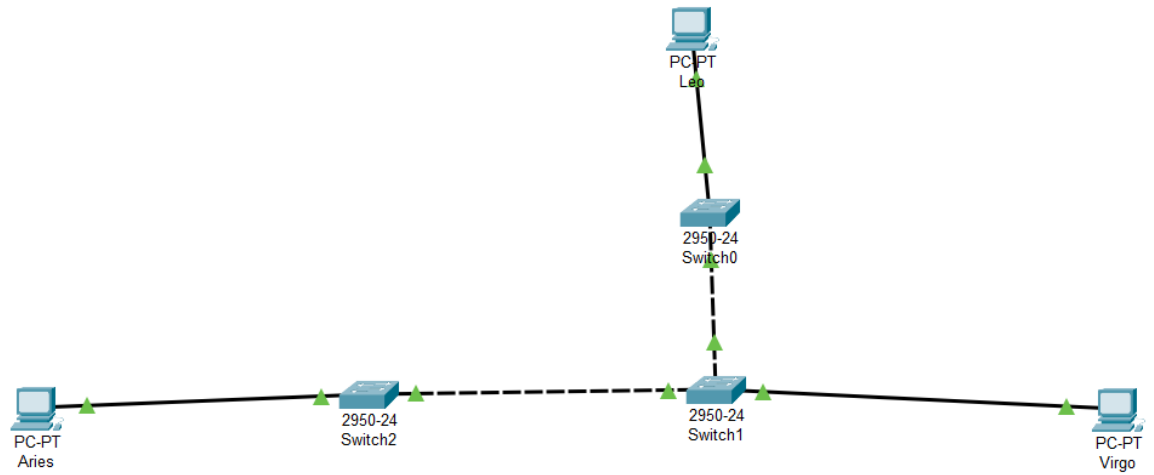 PC-PT
Leo
2950-24
Switch0
2950-24
Switch2
2950-24
Switch1
PC-PT
Aries
PC-PT
Virgo